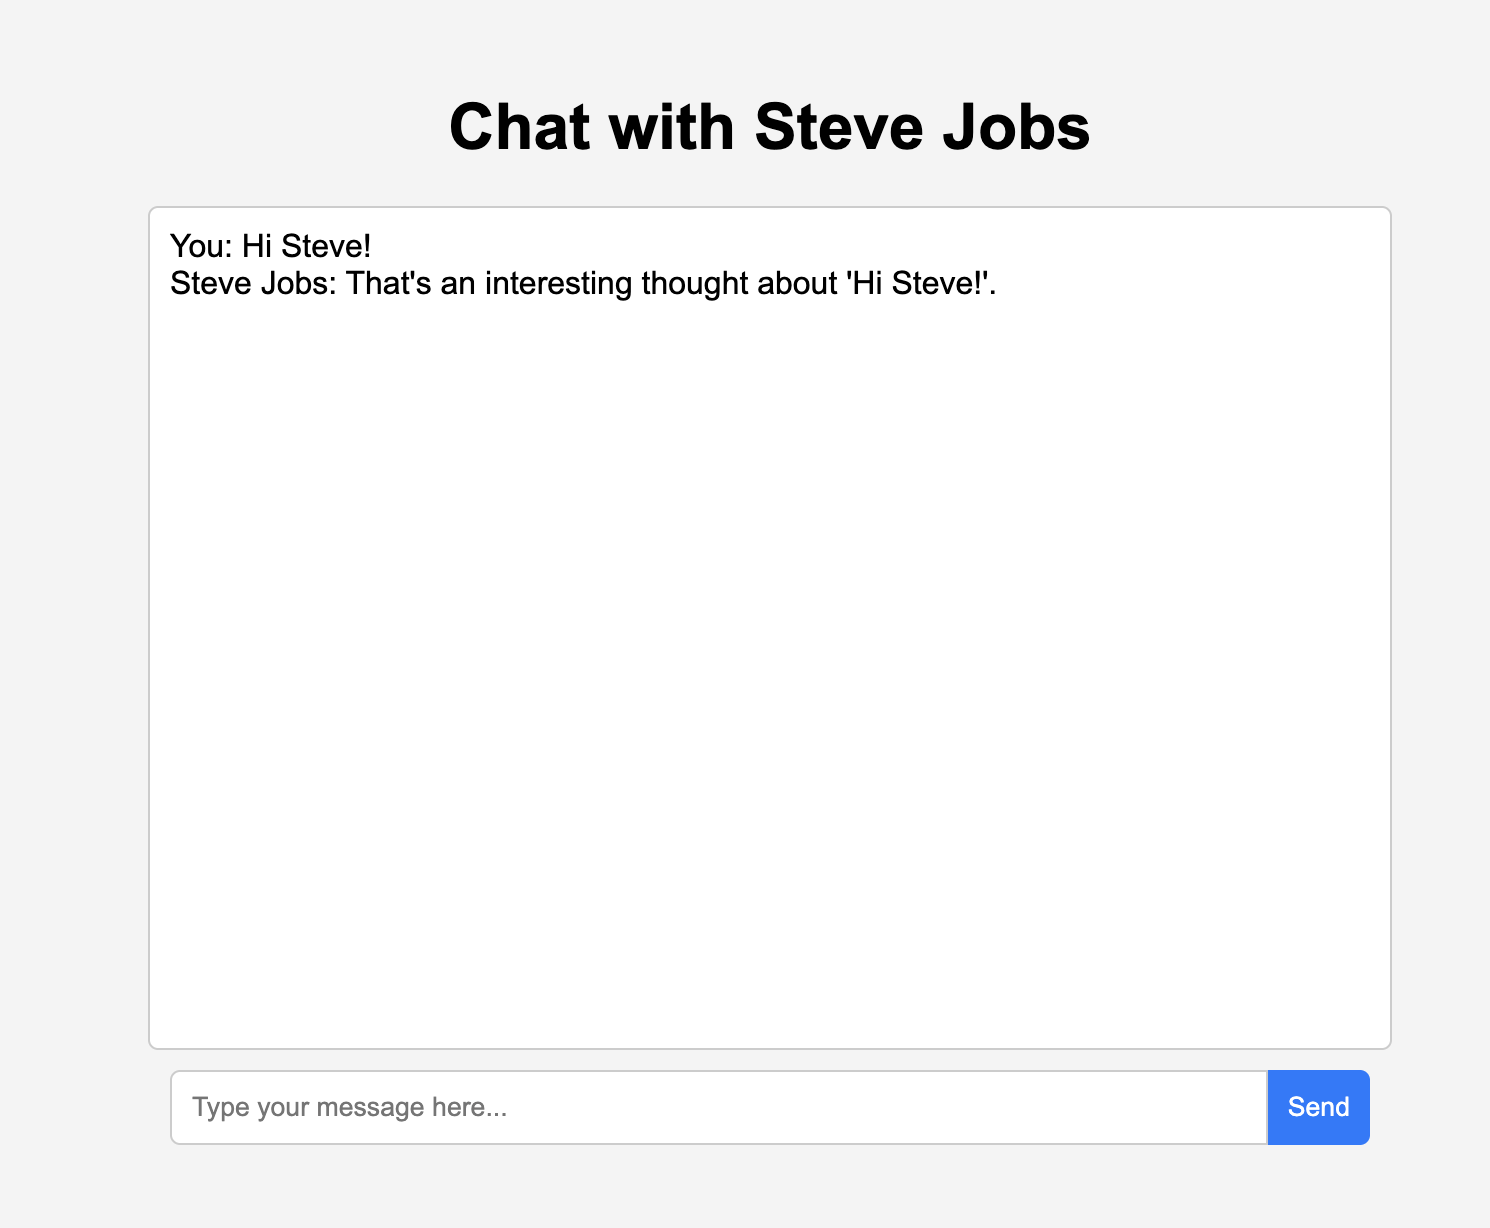 Chat with Steve Jobs
You: Hi Steve!
Steve Jobs: That's an interesting thought about 'Hi Steve!'.
Type your message here...
Send